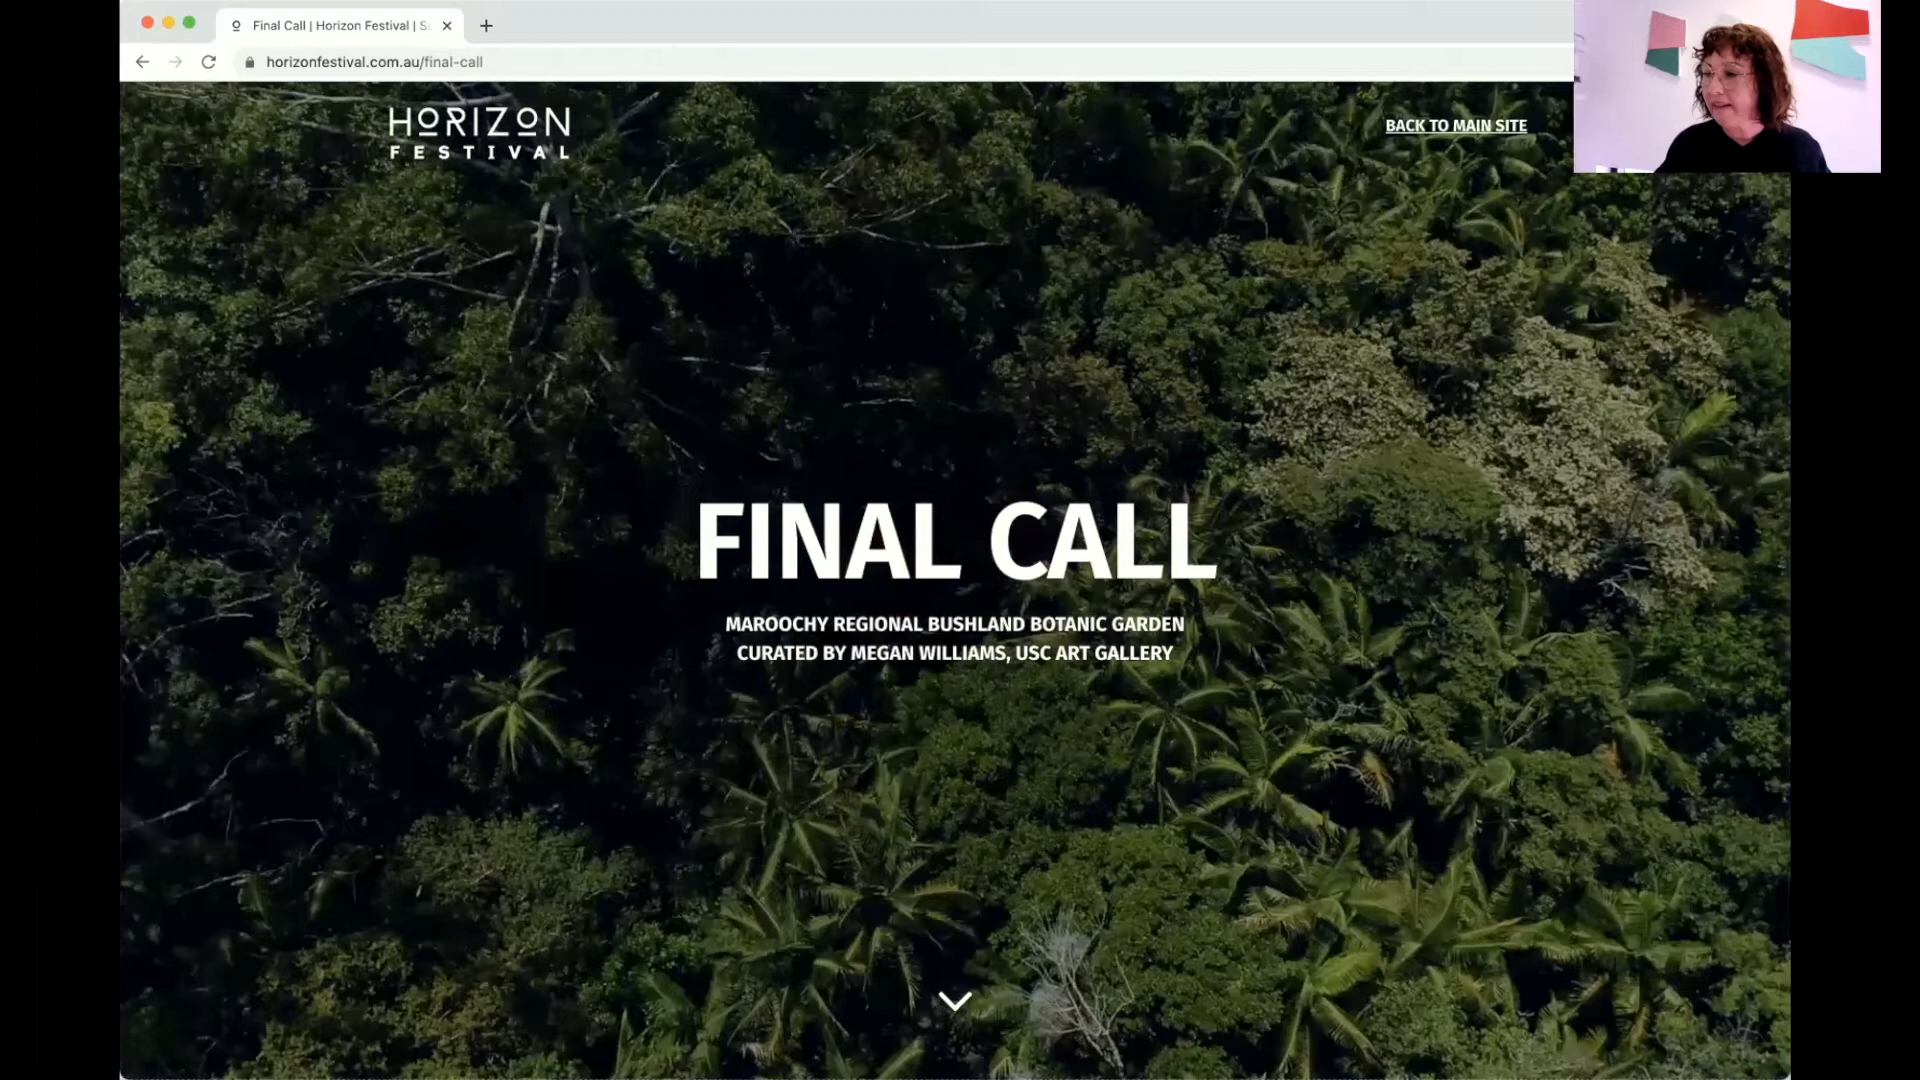 Final Call | Horizon Festival |
horizonfestival.com.au/final-call
HORIZON
FESTIVAL
BACK TO MAIN SITE
FINAL CALL
MAROOCHY REGIONAL BUSHLAND BOTANIC GARDEN
CURATED BY MEGAN WILLIAMS, USC ART GALLERY